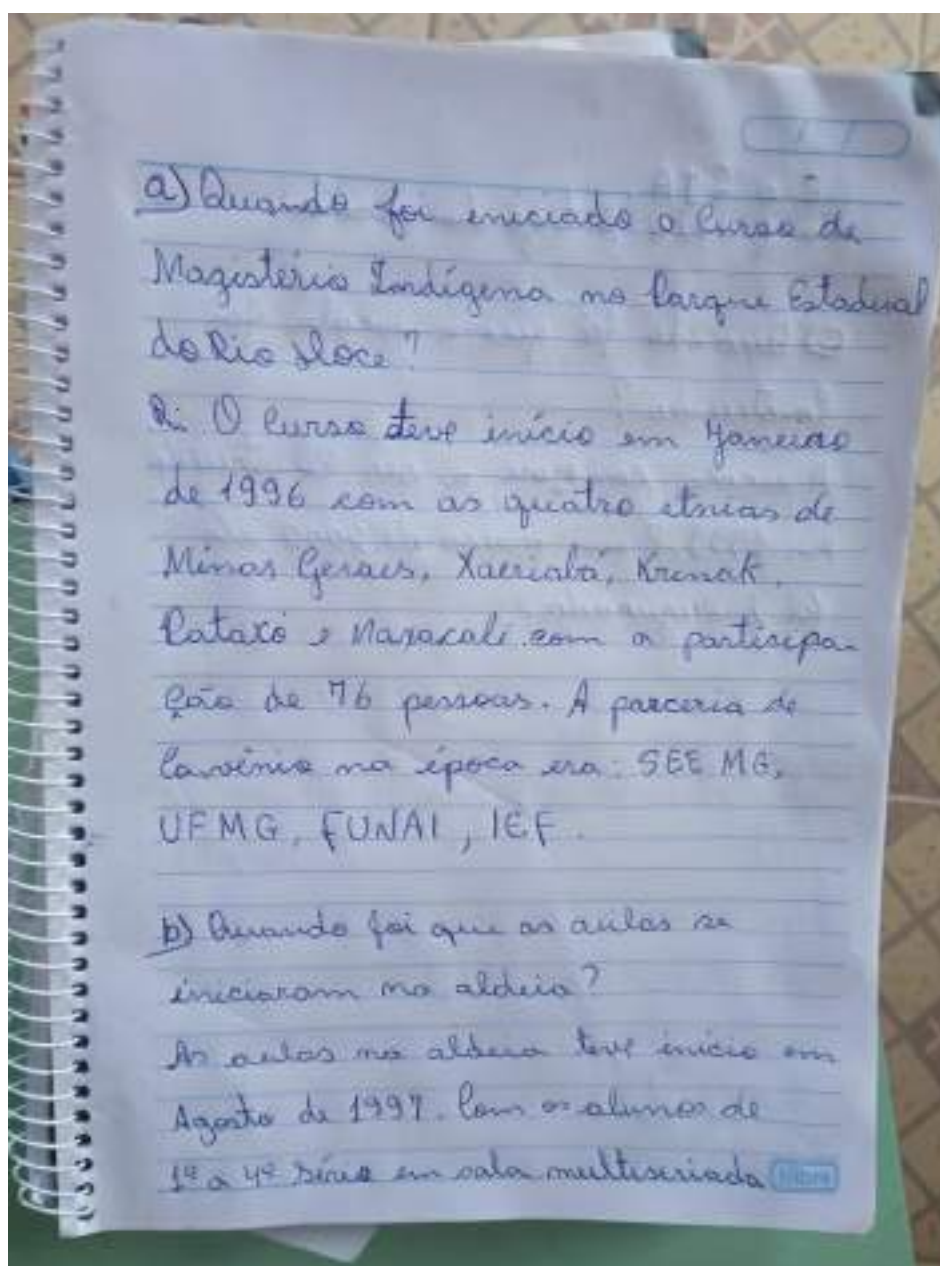 a) Quando foi iniciado o Curso de
Magistério Indígena no Parque Estadual
do Rio Doce?
R. O Curso teve início em Janeiro
de 1996 com as quatro etnias de
Minas Gerais, Xacriabá, Krenak,
Pataxó e Maxacali com a participa-
ção de 76 pessoas. A parceria de
Convênio na época era: SEE MG,
UFMG, FUNAI, IEF.
b) Quando foi que as aulas se
iniciaram na aldeia?
As aulas na aldeia teve início em
Agosto de 1997. Com os alunos de
1ª a 4ª série em sala multiseriada